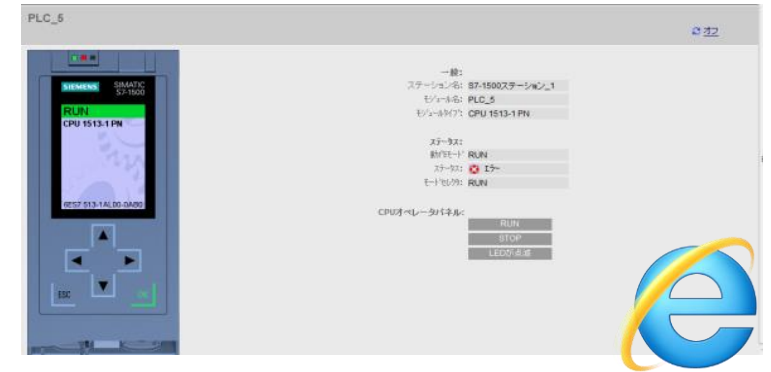 PLC_5
オフ
SIEMENS SIMATIC S7-1500
RUN
CPU 1513-1 PN
6ES7 513-1AL00-0AB0
ESC
OK
一般:
ステーション名: S7-1500ステーション_1
モジュール名: PLC_5
モジュールタイプ: CPU 1513-1 PN
ステータス:
動作モード: RUN
ステータス: エラー
モードセレクタ: RUN
CPUオペレータパネル:
RUN
STOP
LEDが点滅